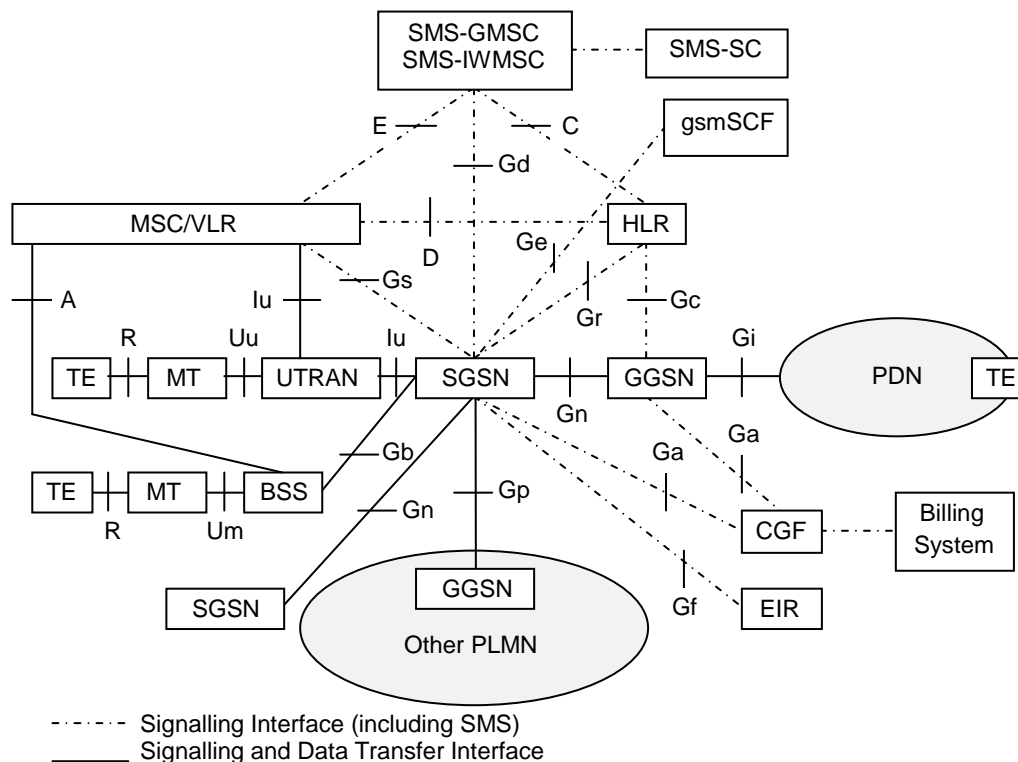 SMS-GMSC
SMS-IWMSC
SMS-SC
gsmSCF
E
C
Gd
MSC/VLR
HLR
D
Ge
Gs
Gr
Gc
A
Iu
R
Uu
Iu
Gi
TE
MT
UTRAN
SGSN
GGSN
PDN
TE
Gn
Gb
Ga
Ga
TE
MT
BSS
Gp
Gn
R
Um
CGF
Billing
System
SGSN
GGSN
Gf
EIR
Other PLMN
Signalling Interface (including SMS)
Signalling and Data Transfer Interface